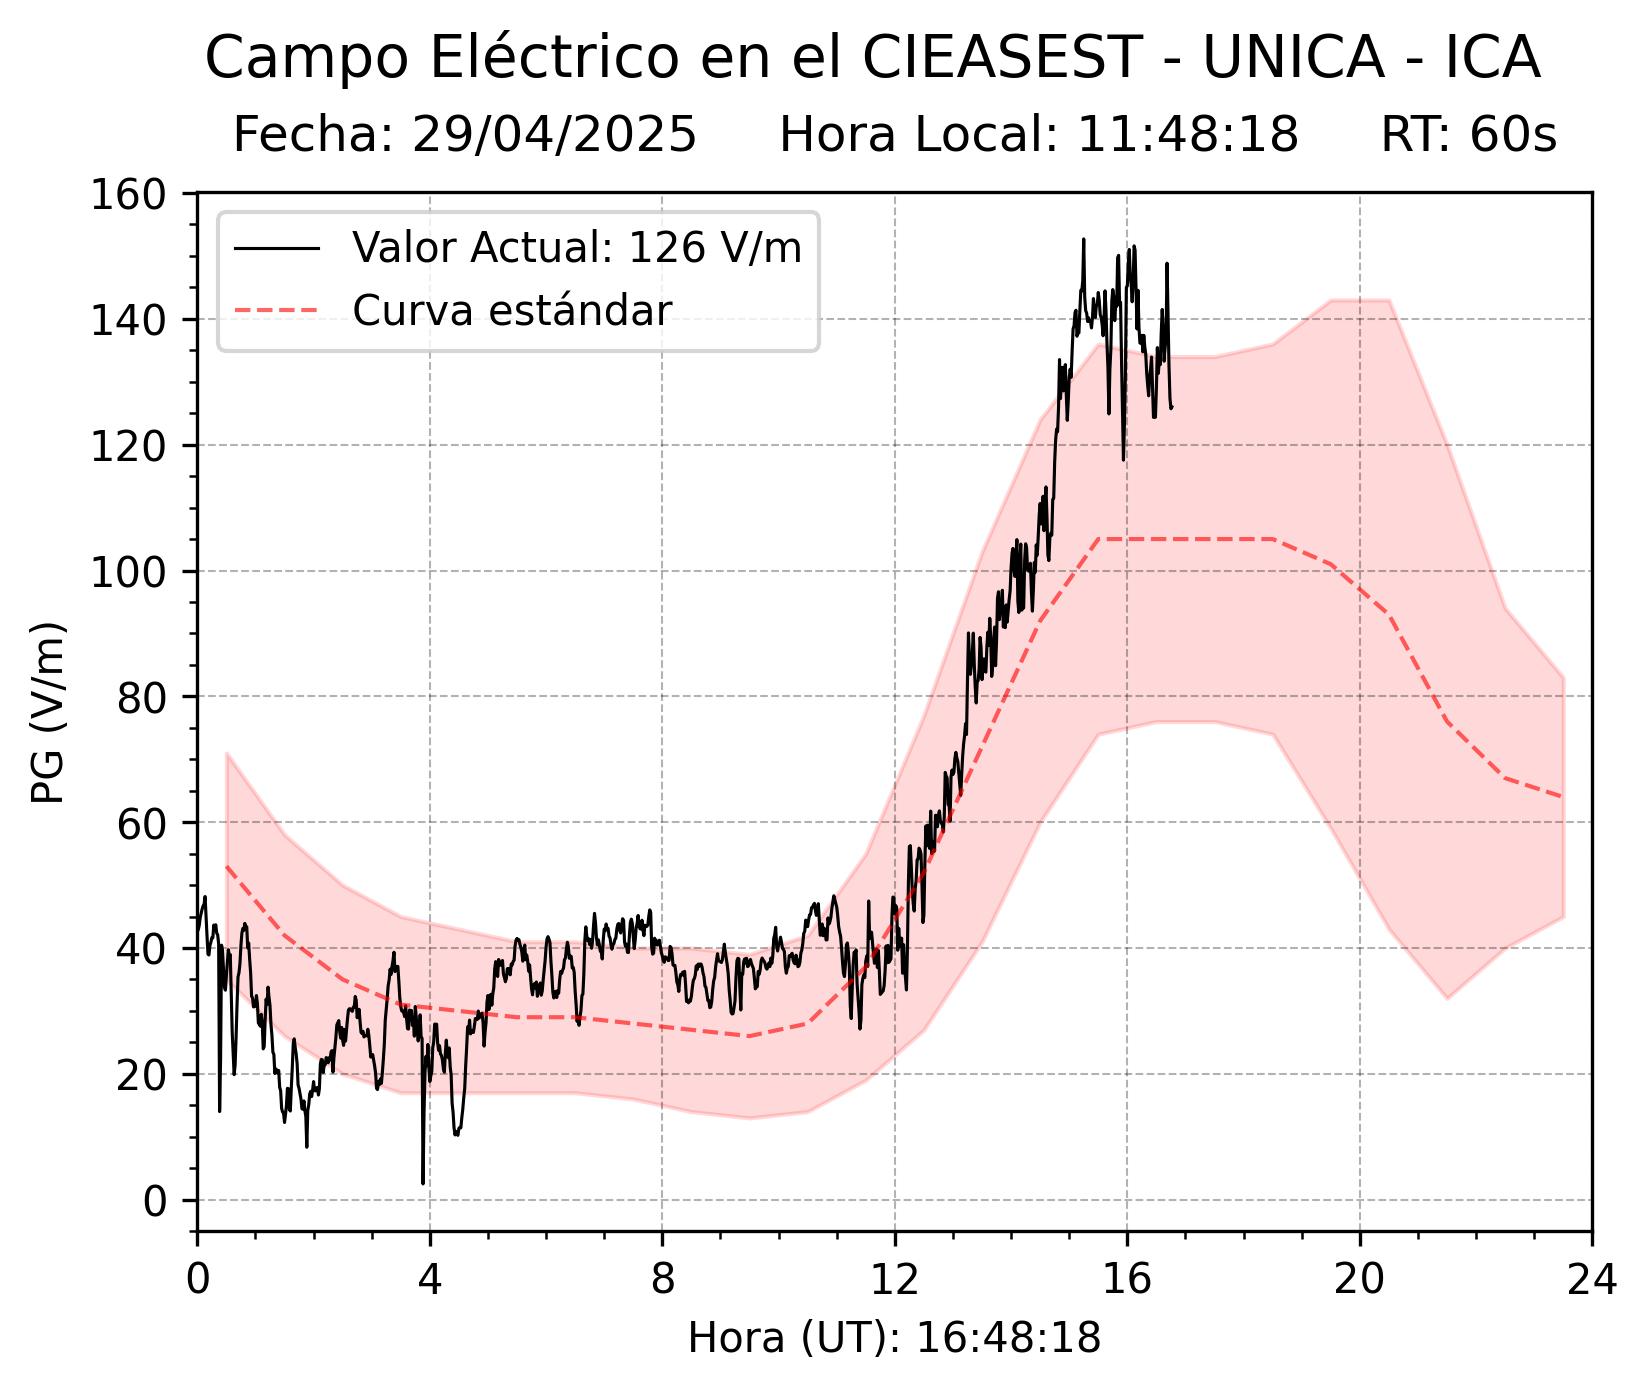 Campo Eléctrico en el CIEASEST - UNICA - ICA
Fecha: 29/04/2025 Hora Local: 11:48:18 RT: 60s
Valor Actual: 126 V/m
Curva estándar
PG (V/m)
160
140
120
100
80
60
40
20
0
0 4 8 12 16 20 24
Hora (UT): 16:48:18